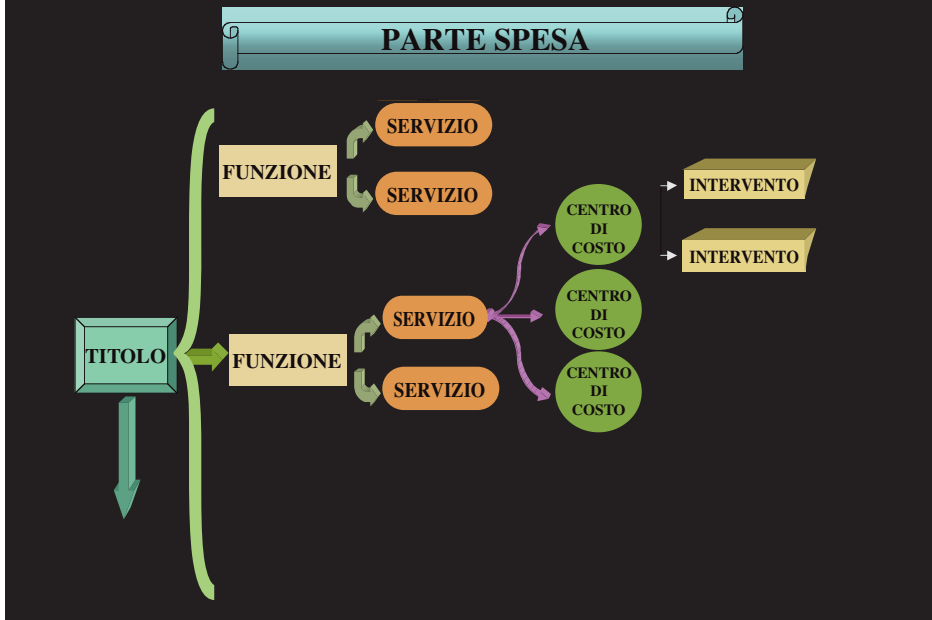 PARTE SPESA
SERVIZIO
FUNZIONE
SERVIZIO
INTERVENTO
CENTRO
DI
COSTO
INTERVENTO
TITOLO
FUNZIONE
SERVIZIO
SERVIZIO
CENTRO
DI
COSTO
CENTRO
DI
COSTO